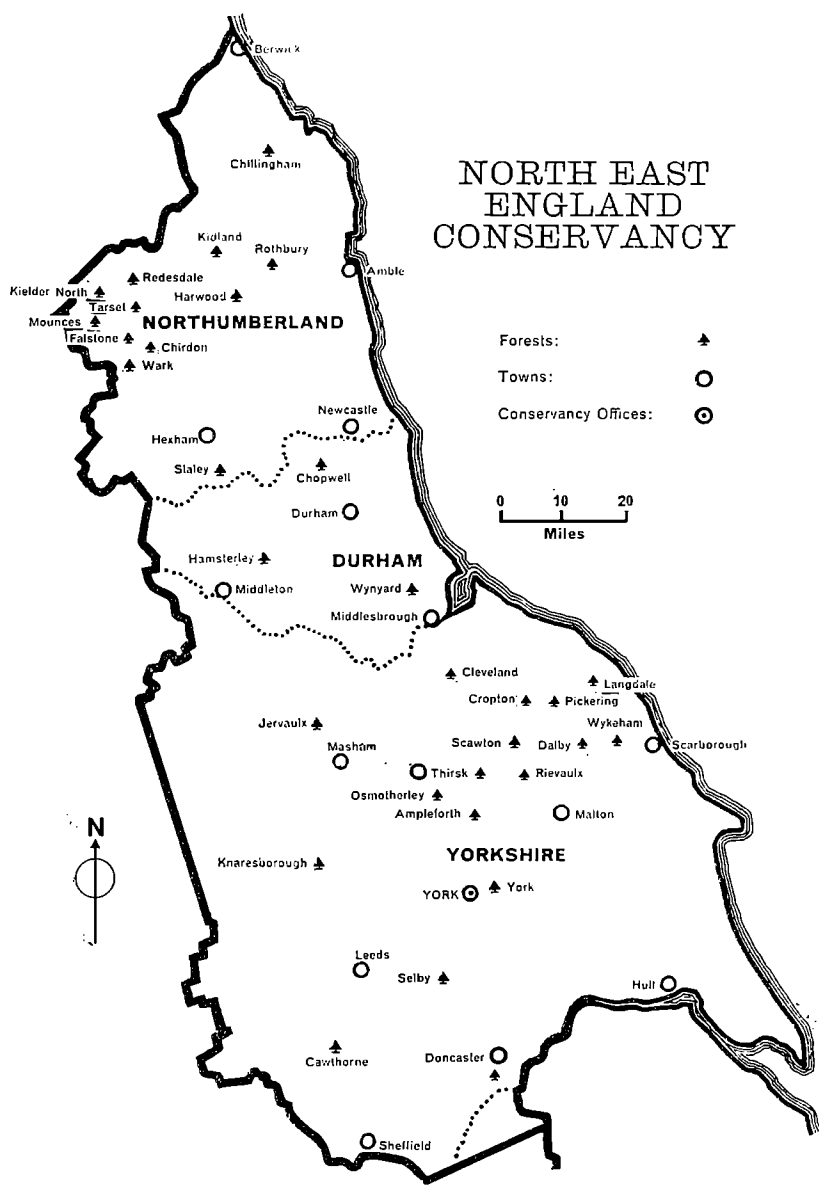 Berwick
NORTH EAST
ENGLAND
CONSERVANCY
Chillingham
Kidland
Rothbury
Amble
Redesdale
Kielder North
Harwood
Tarset
Mounces
NORTHUMBERLAND
Falstone
Chirdon
Wark
Forests:
Towns:
Conservancy Offices:
Newcastle
Hexham
Slaley
Chopwell
0 10 20
Miles
Durham
Hamsterley
DURHAM
Middleton
Wynyard
Middlesbrough
Cleveland
Langdale
Cropton
Pickering
Jervaulx
Wykeham
Masham
Scawton
Dalby
Scarborough
Thirsk
Rievaulx
Osmotherley
Ampleforth
Malton
N
YORKSHIRE
Knaresborough
YORK
York
Leeds
Selby
Hull
Cawthorne
Doncaster
Sheffield